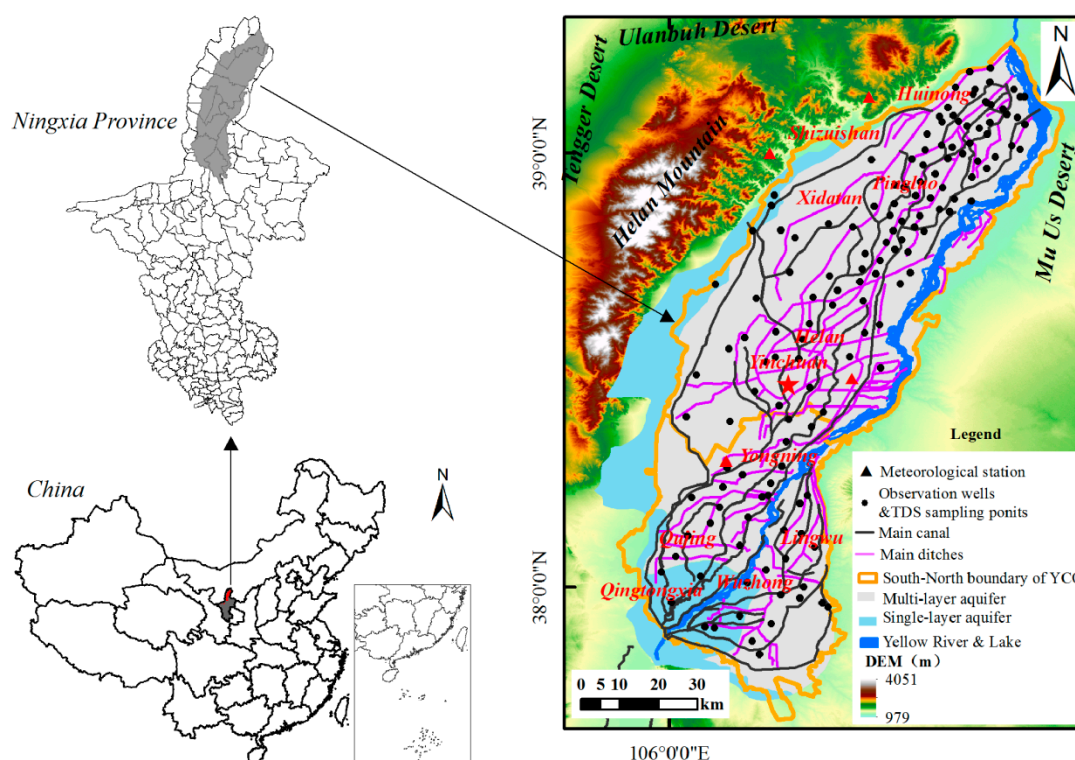 Ningxia Province
China
N
Ulanbuh Desert
Tengger Desert
Helan Mountain
Mu Us Desert
N
Huinong
Shizuishan
Pingluo
Xidatan
Helan
Yinchuan
Yongning
Qujing
Lingwu
Qingtongxia
Wuzhong
39°0'0"N
38°0'0"N
106°0'0"E
0 5 10 20 30
km
Legend
Meteorological station
Observation wells
&TDS sampling ponits
Main canal
Main ditches
South-North boundary of YCO
Multi-layer aquifer
Single-layer aquifer
Yellow River & Lake
DEM（m）
4051
979